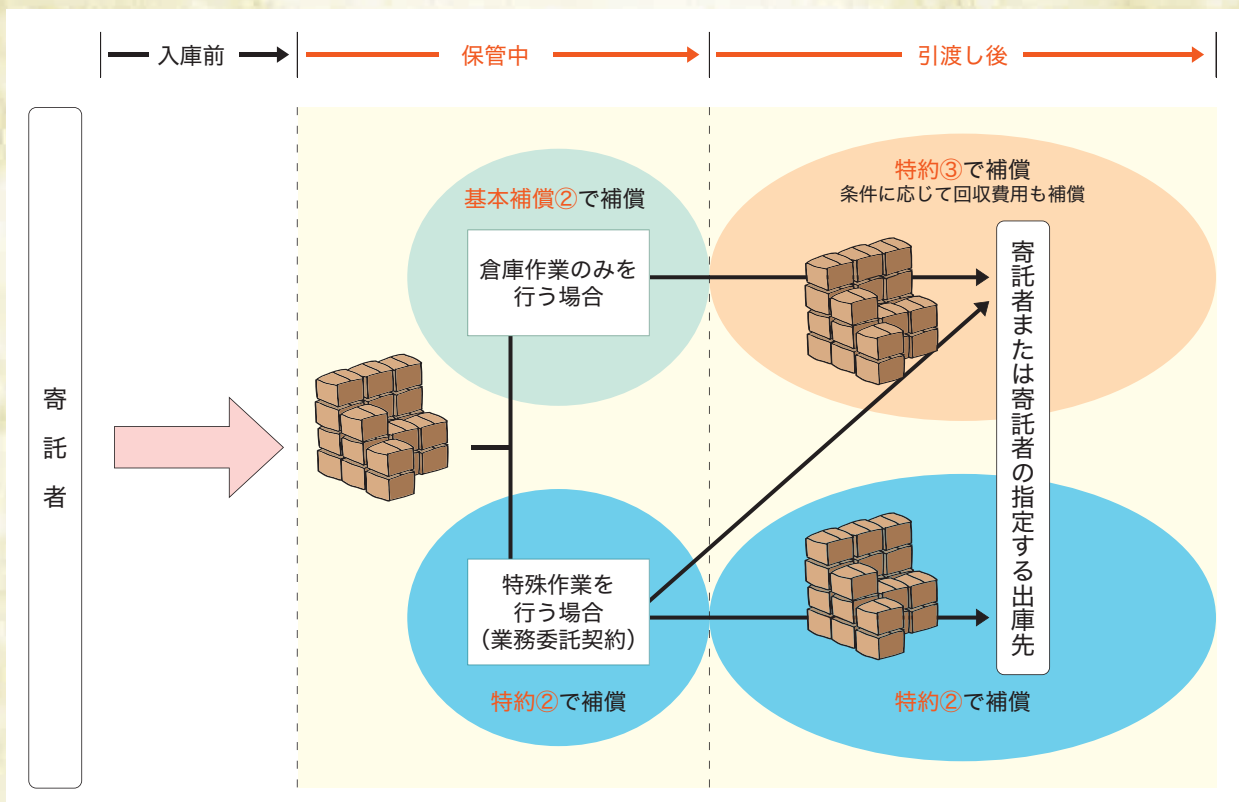 入庫前
保管中
引渡し後
寄託者
基本補償②で補償
倉庫作業のみを
行う場合
特殊作業を
行う場合
（業務委託契約）
特約②で補償
特約③で補償
条件に応じて回収費用も補償
寄託者または寄託者の指定する出庫先
特約②で補償